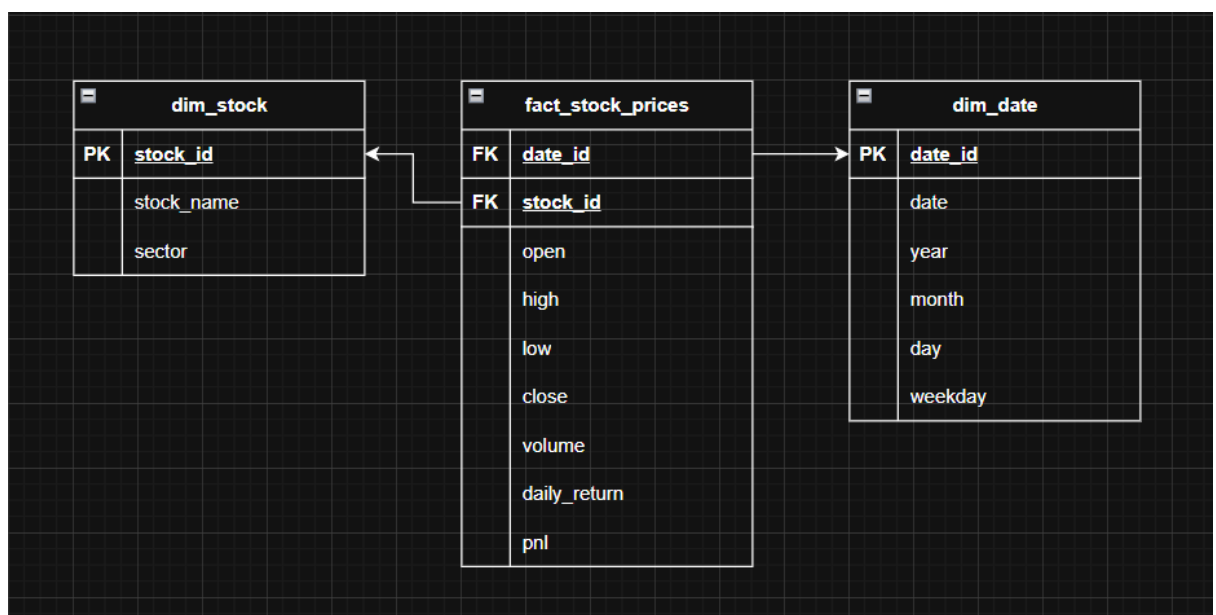 dim_stock
PK stock_id
stock_name
sector
fact_stock_prices
FK date_id
FK stock_id
open
high
low
close
volume
daily_return
pnl
dim_date
PK date_id
date
year
month
day
weekday